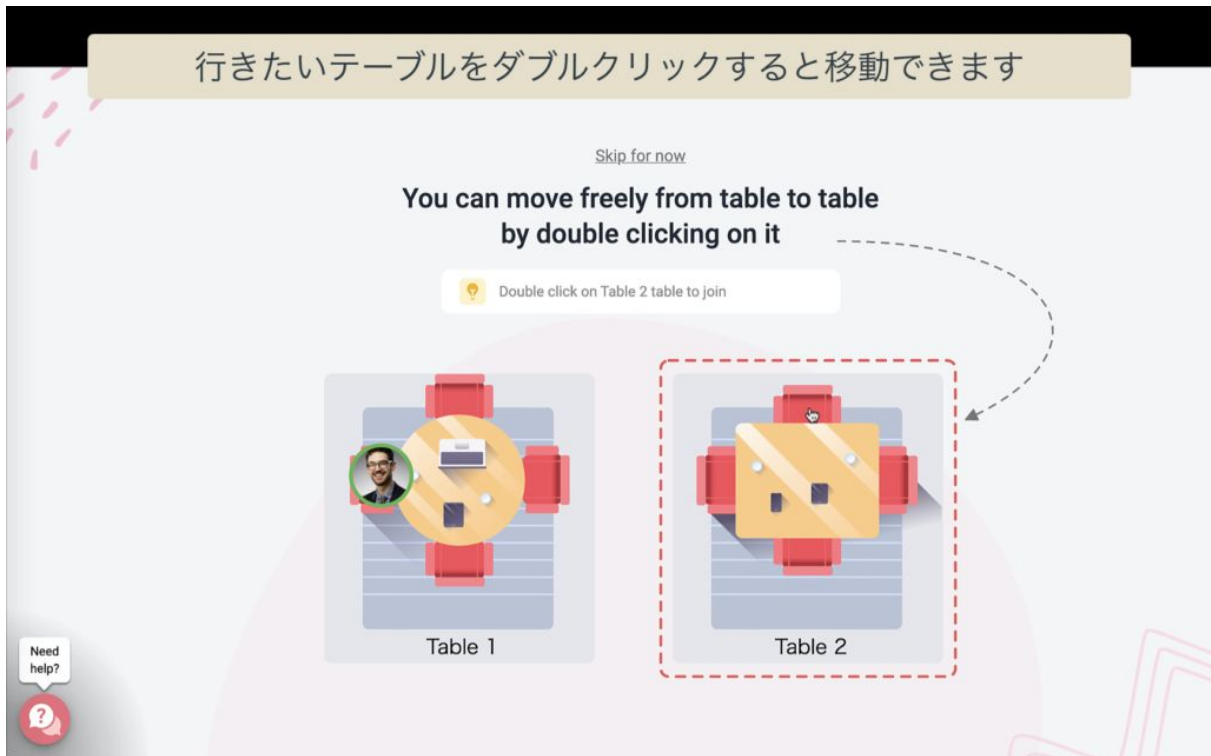 行きたいテーブルをダブルクリックすると移動できます
Skip for now
You can move freely from table to table
by double clicking on it
Double click on Table 2 table to join
Table 1
Table 2
Need
help?